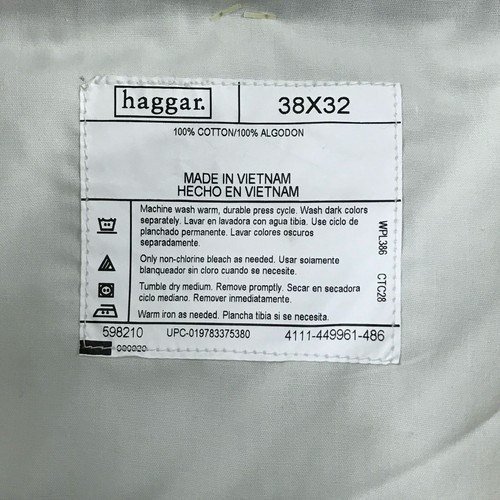 haggar.
38X32
100% COTTON/100% ALGODON
MADE IN VIETNAM
HECHO EN VIETNAM
Machine wash warm, durable press cycle. Wash dark colors
separately. Lavar en lavadora con agua tibia. Use ciclo de
planchado permanente. Lavar colores oscuros
separadamente.
Only non-chlorine bleach as needed. Usar solamente
blanqueador sin cloro cuando se necesite.
Tumble dry medium. Remove promptly. Secar en secadora
ciclo mediano. Remover inmediatamente.
Warm iron as needed. Plancha tibia si se necesita.
WPL386 CTC28
598210 UPC-019783375380 4111-449961-486